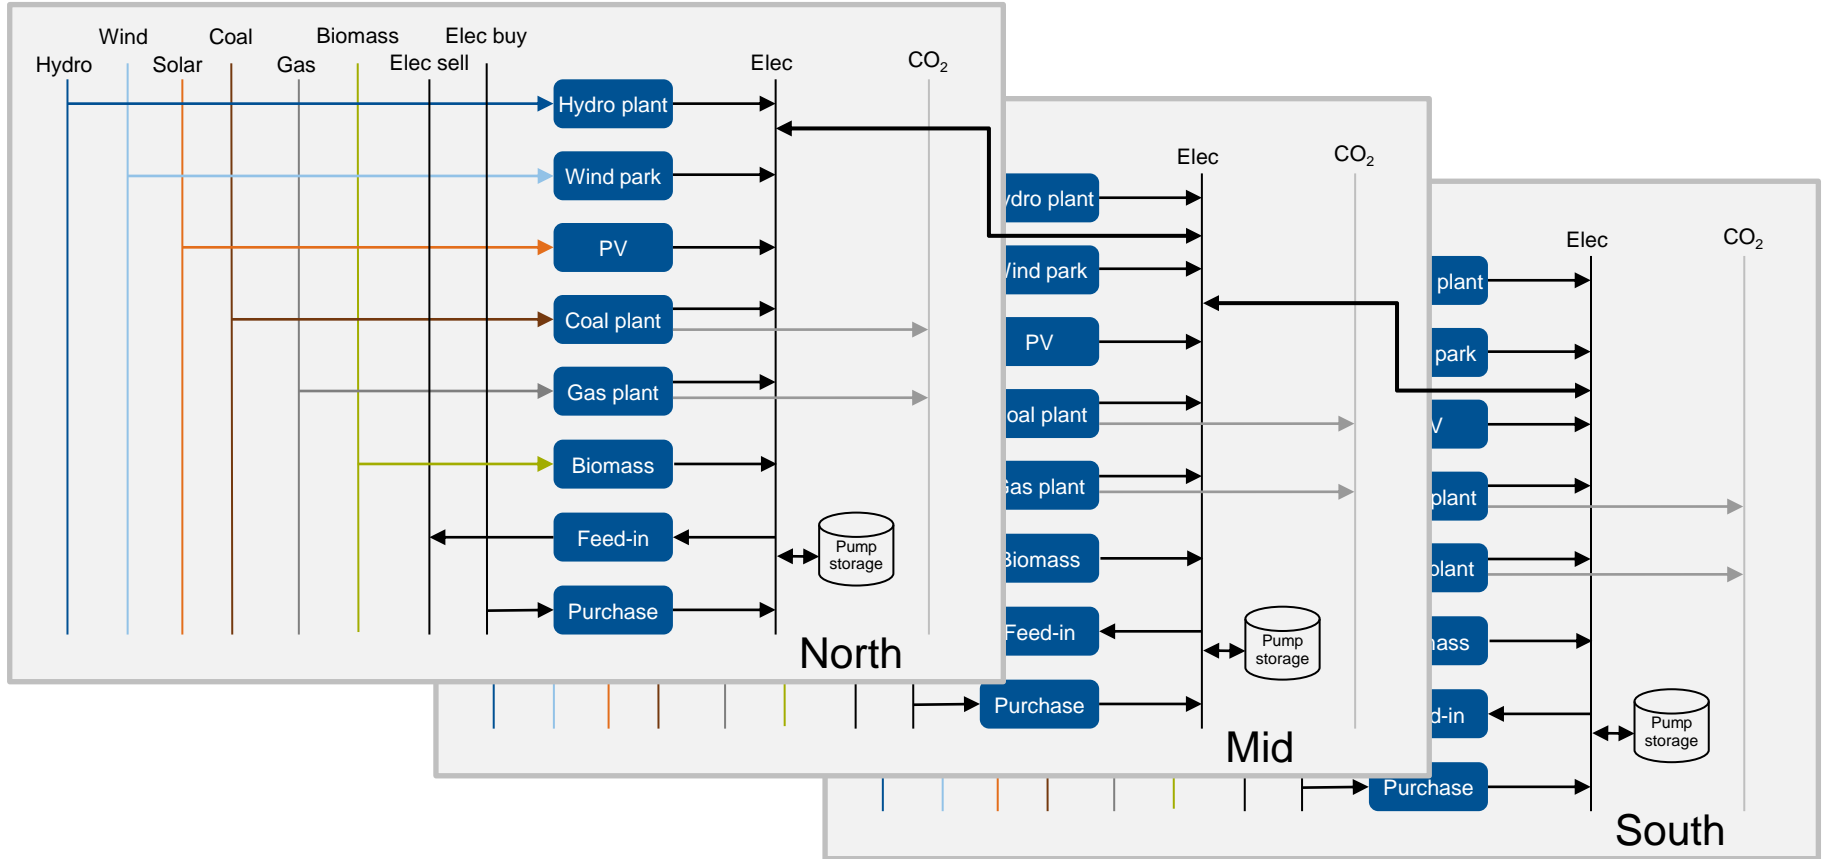 Wind
Coal
Biomass
Elec buy
Hydro
Solar
Gas
Elec sell
Elec
CO₂
Hydro plant
Wind park
PV
Coal plant
Gas plant
Biomass
Feed-in
Pump
storage
Purchase
North
Elec
CO₂
ydro plant
ind park
PV
oal plant
as plant
Biomass
Feed-in
Pump
storage
Purchase
Mid
Elec
CO₂
plant
park
V
plant
plant
ass
d-in
Pump
storage
Purchase
South